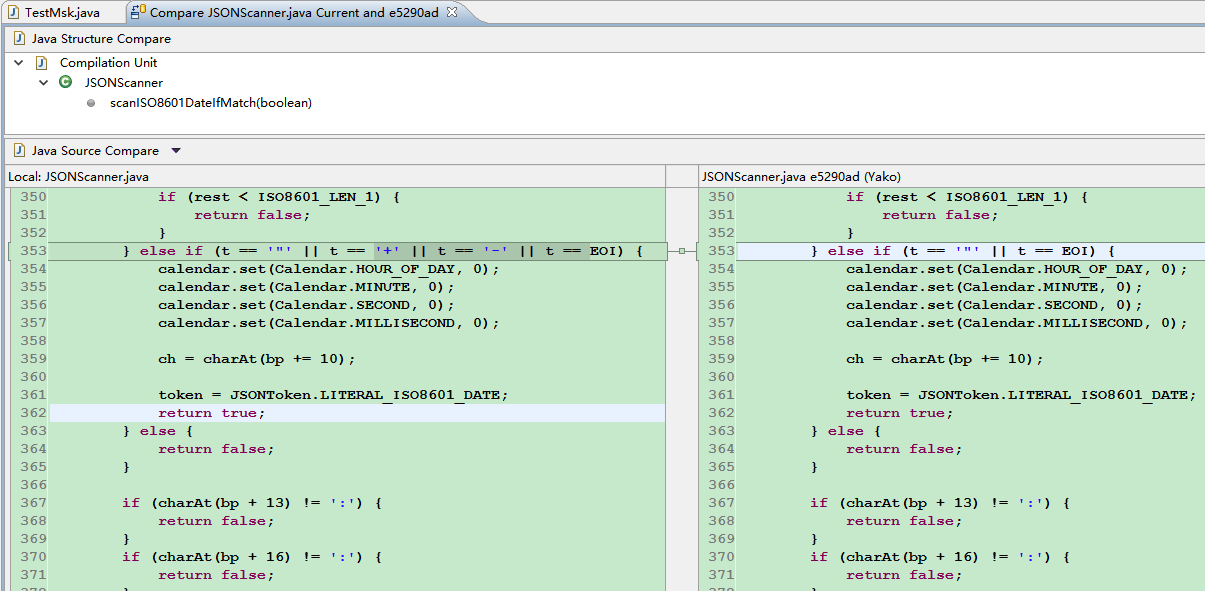 TestMsk.java Compare JSONScanner.java Current and e5290ad
Java Structure Compare
Compilation Unit
JSONScanner
scanISO8601DateIfMatch(boolean)
Java Source Compare
Local: JSONScanner.java
350 if (rest < ISO8601_LEN_1) {
351 return false;
352 }
353 } else if (t == '"' || t == '+' || t == '-' || t == EOI) {
354 calendar.set(Calendar.HOUR_OF_DAY, 0);
355 calendar.set(Calendar.MINUTE, 0);
356 calendar.set(Calendar.SECOND, 0);
357 calendar.set(Calendar.MILLISECOND, 0);
358
359 ch = charAt(bp += 10);
360
361 token = JSONToken.LITERAL_ISO8601_DATE;
362 return true;
363 } else {
364 return false;
365 }
366
367 if (charAt(bp + 13) != ':') {
368 return false;
369 }
370 if (charAt(bp + 16) != ':') {
371 return false;
JSONScanner.java e5290ad (Yako)
350 if (rest < ISO8601_LEN_1) {
351 return false;
352 }
353 } else if (t == '"' || t == EOI) {
354 calendar.set(Calendar.HOUR_OF_DAY, 0);
355 calendar.set(Calendar.MINUTE, 0);
356 calendar.set(Calendar.SECOND, 0);
357 calendar.set(Calendar.MILLISECOND, 0);
358
359 ch = charAt(bp += 10);
360
361 token = JSONToken.LITERAL_ISO8601_DATE;
362 return true;
363 } else {
364 return false;
365 }
366
367 if (charAt(bp + 13) != ':') {
368 return false;
369 }
370 if (charAt(bp + 16) != ':') {
371 return false;